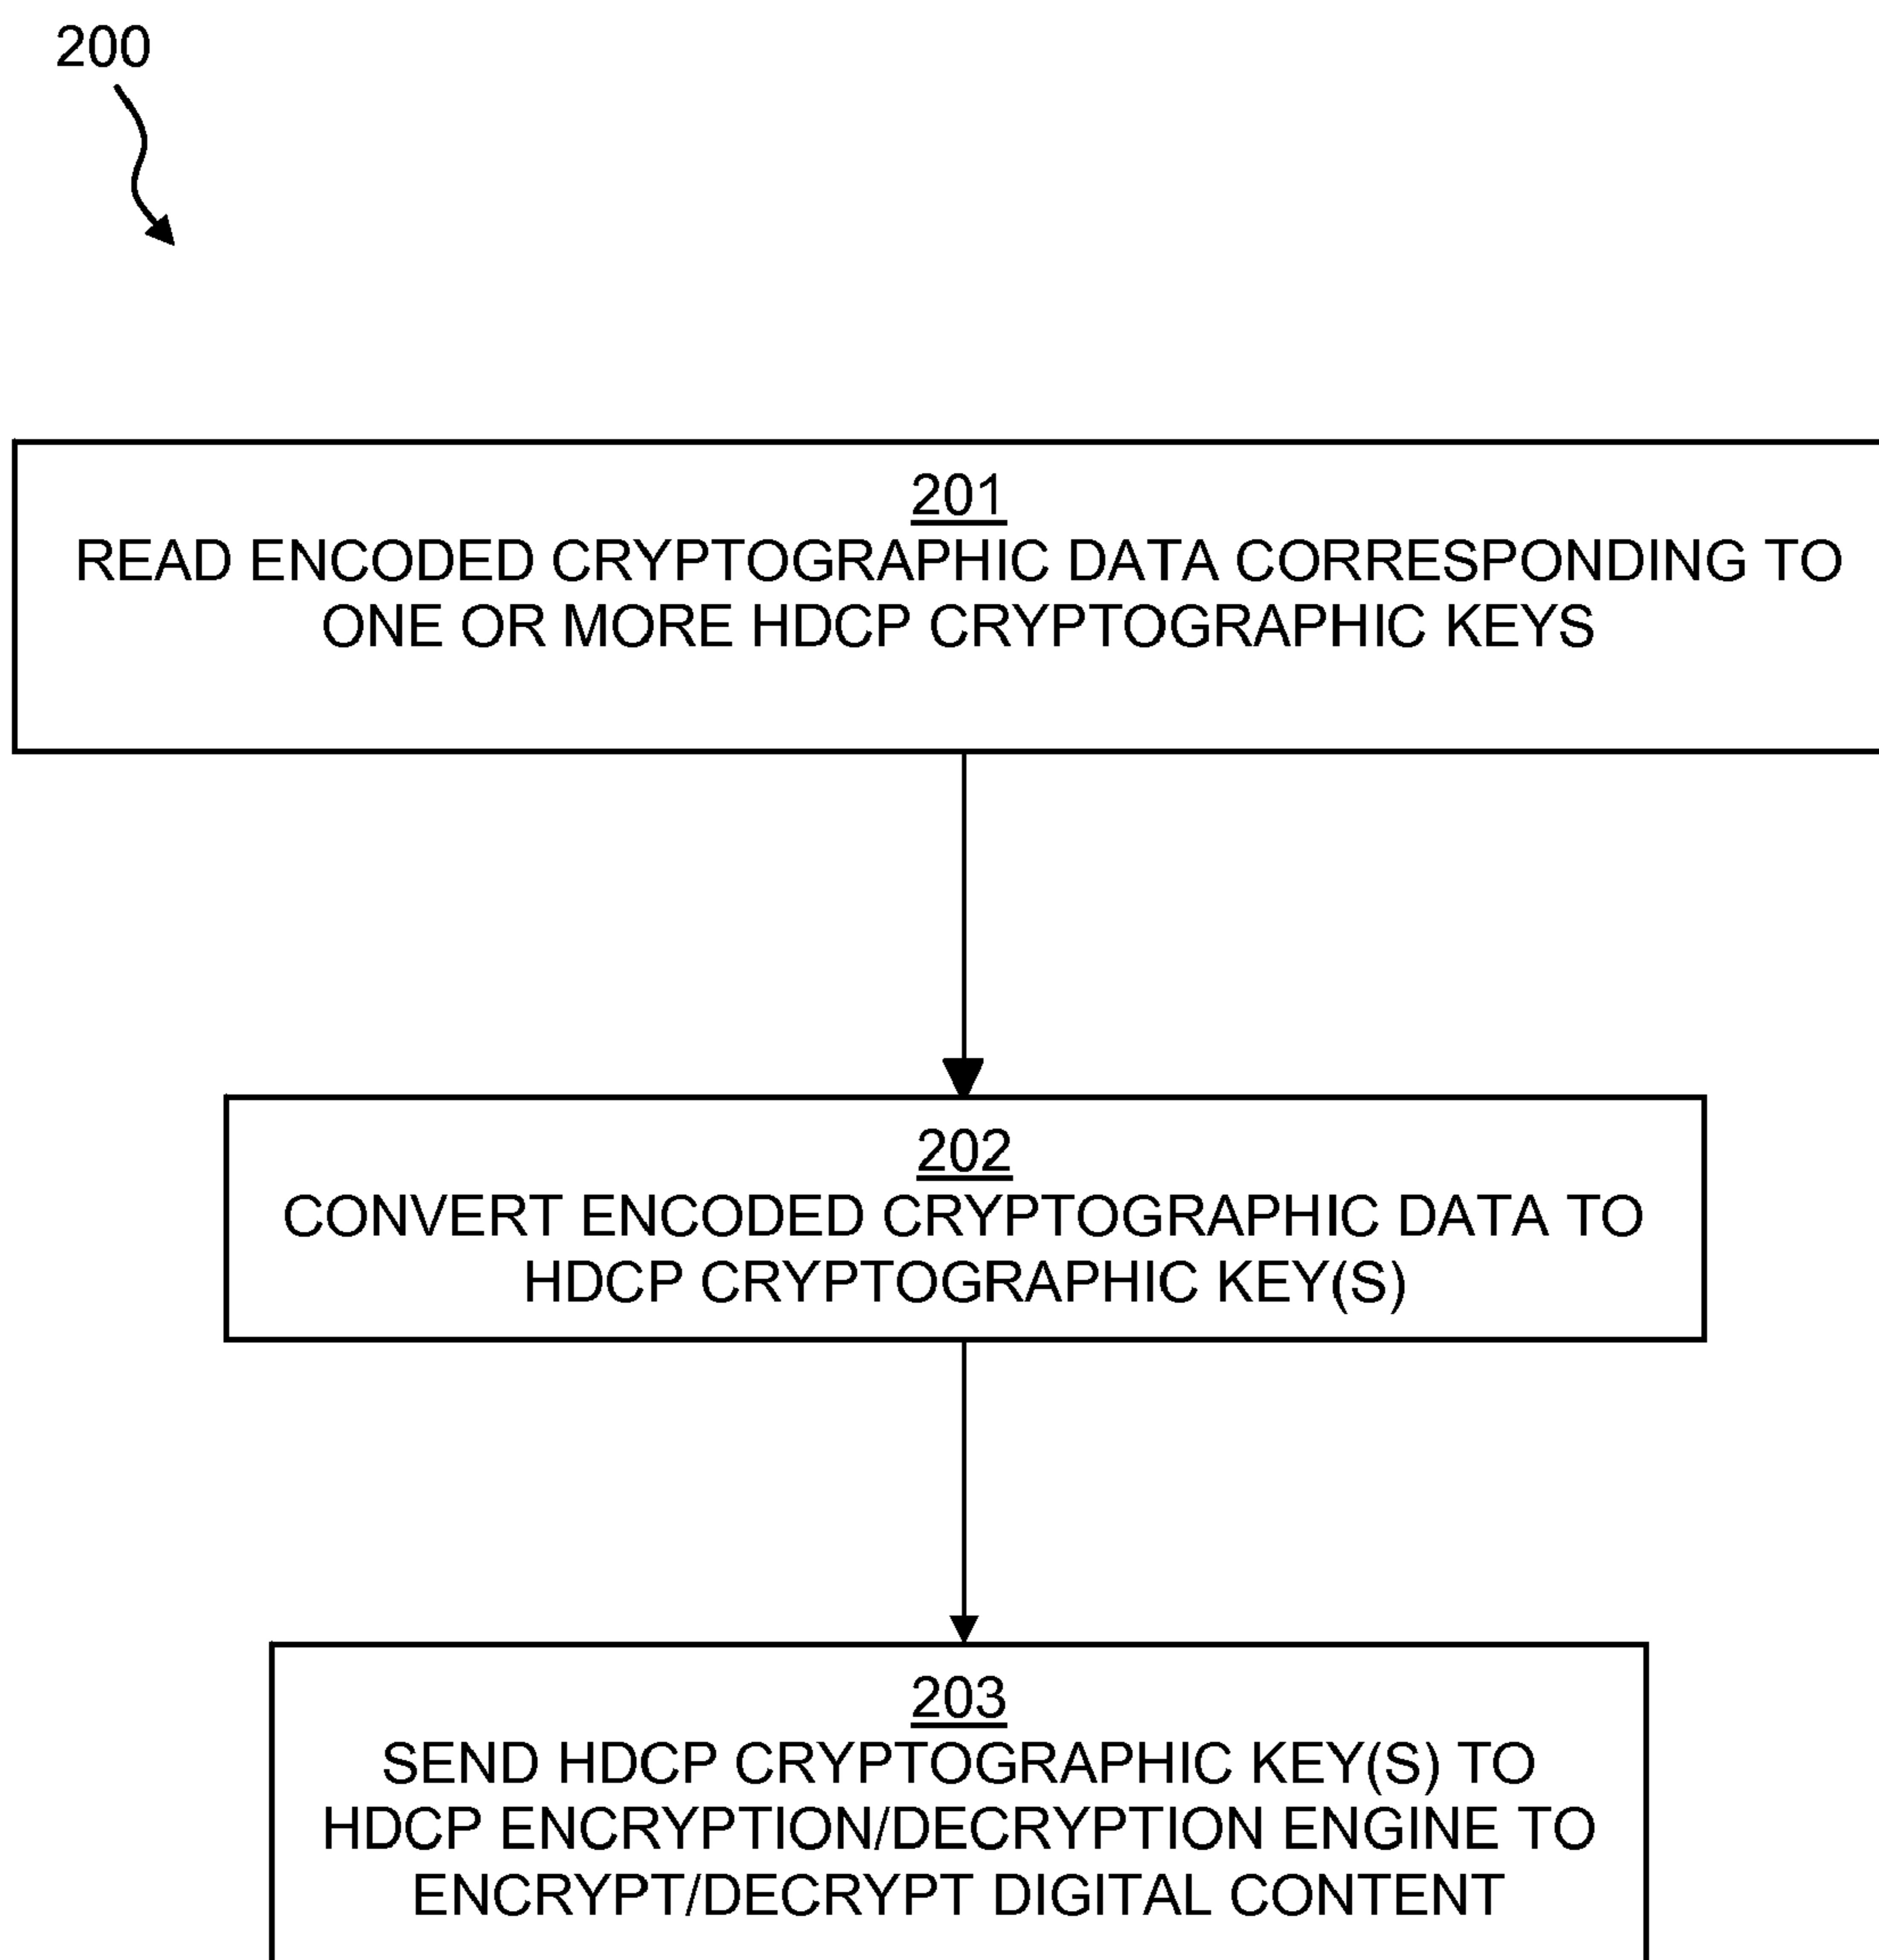 200
201
READ ENCODED CRYPTOGRAPHIC DATA CORRESPONDING TO
ONE OR MORE HDCP CRYPTOGRAPHIC KEYS
202
CONVERT ENCODED CRYPTOGRAPHIC DATA TO
HDCP CRYPTOGRAPHIC KEY(S)
203
SEND HDCP CRYPTOGRAPHIC KEY(S) TO
HDCP ENCRYPTION/DECRYPTION ENGINE TO
ENCRYPT/DECRYPT DIGITAL CONTENT